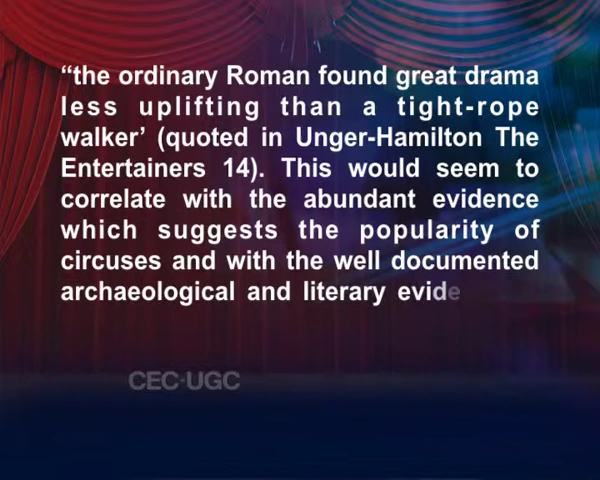 “the ordinary Roman found great drama
less uplifting than a tight-rope
walker’ (quoted in Unger-Hamilton The
Entertainers 14). This would seem to
correlate with the abundant evidence
which suggests the popularity of
circuses and with the well documented
archaeological and literary evide
CEC-UGC